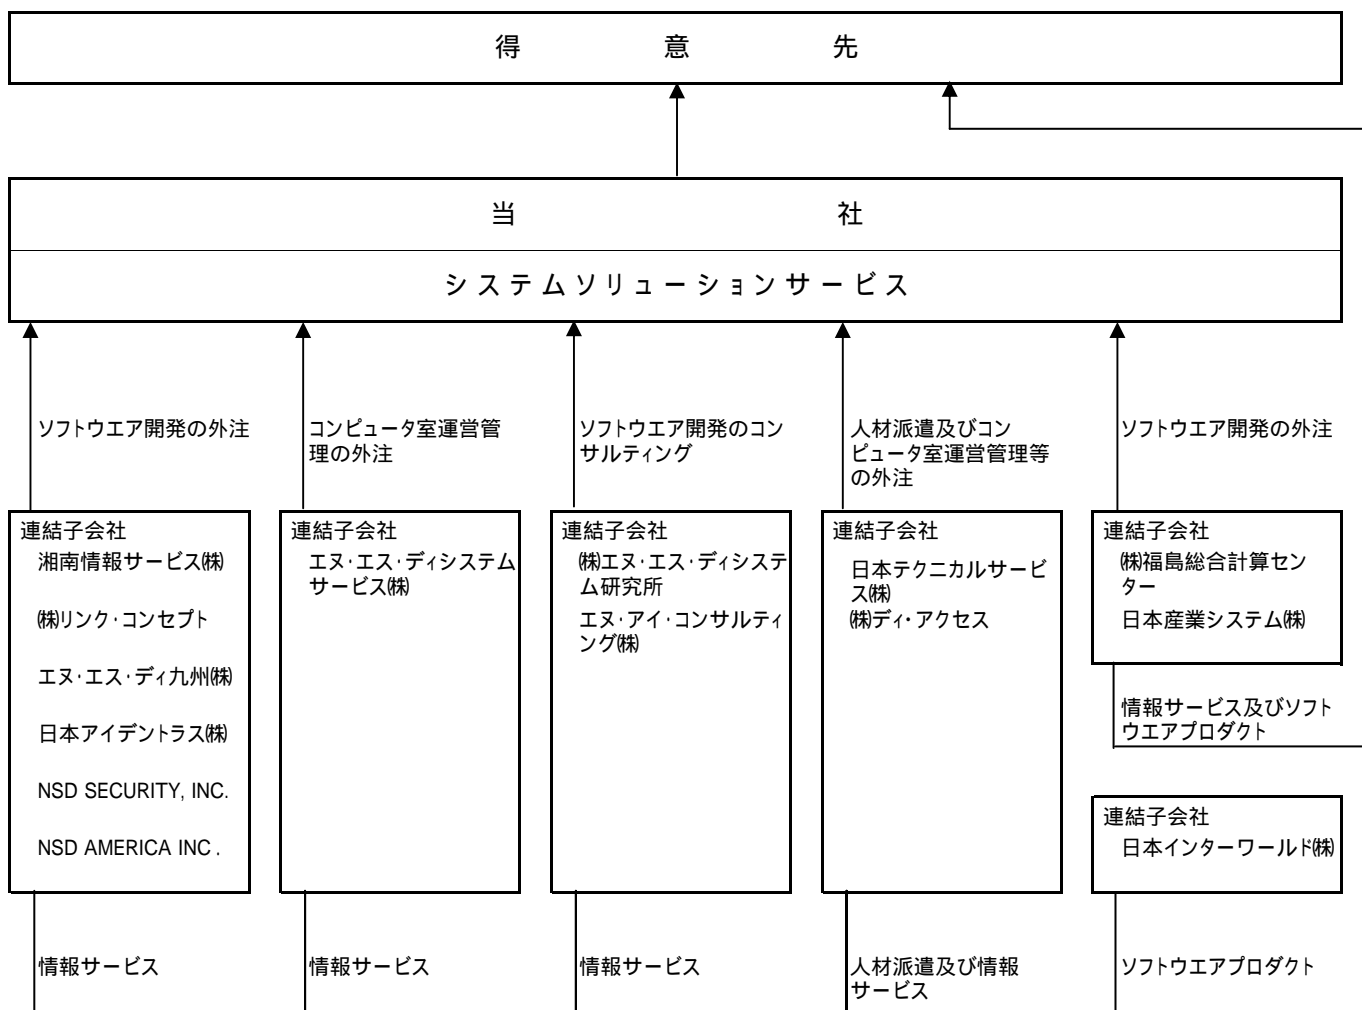 得 意 先
当 社
システムソリューションサービス
ソフトウエア開発の外注
コンピュータ室運営管
理の外注
ソフトウエア開発のコン
サルティング
人材派遣及びコン
ピュータ室運営管理等
の外注
ソフトウエア開発の外注
連結子会社
湘南情報サービス㈱
㈱リンク・コンセプト
エヌ・エス・ディ九州㈱
日本アイデントラス㈱
NSD SECURITY, INC.
NSD AMERICA INC.
連結子会社
エヌ・エス・ディシステム
サービス㈱
連結子会社
㈱エヌ・エス・ディシステ
ム研究所
エヌ・アイ・コンサルティ
ング㈱
連結子会社
日本テクニカルサービ
ス㈱
㈱ディ・アクセス
連結子会社
㈱福島総合計算セン
ター
日本産業システム㈱
情報サービス及びソフト
ウエアプロダクト
連結子会社
日本インターワールド㈱
情報サービス
情報サービス
情報サービス
人材派遣及び情報
サービス
ソフトウエアプロダクト